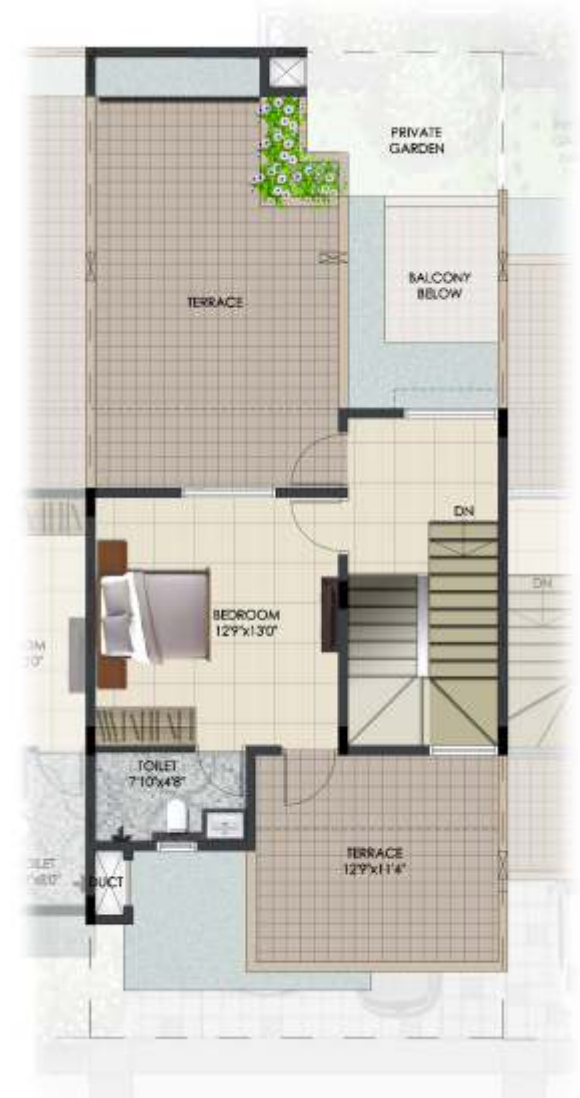 PRIVATE
GARDEN
BALCONY
BELOW
TERRACE
DN
BEDROOM
12'9"x13'0"
DN
TOILET
7'10"x4'8"
TERRACE
12'9"x11'4"
DUCT